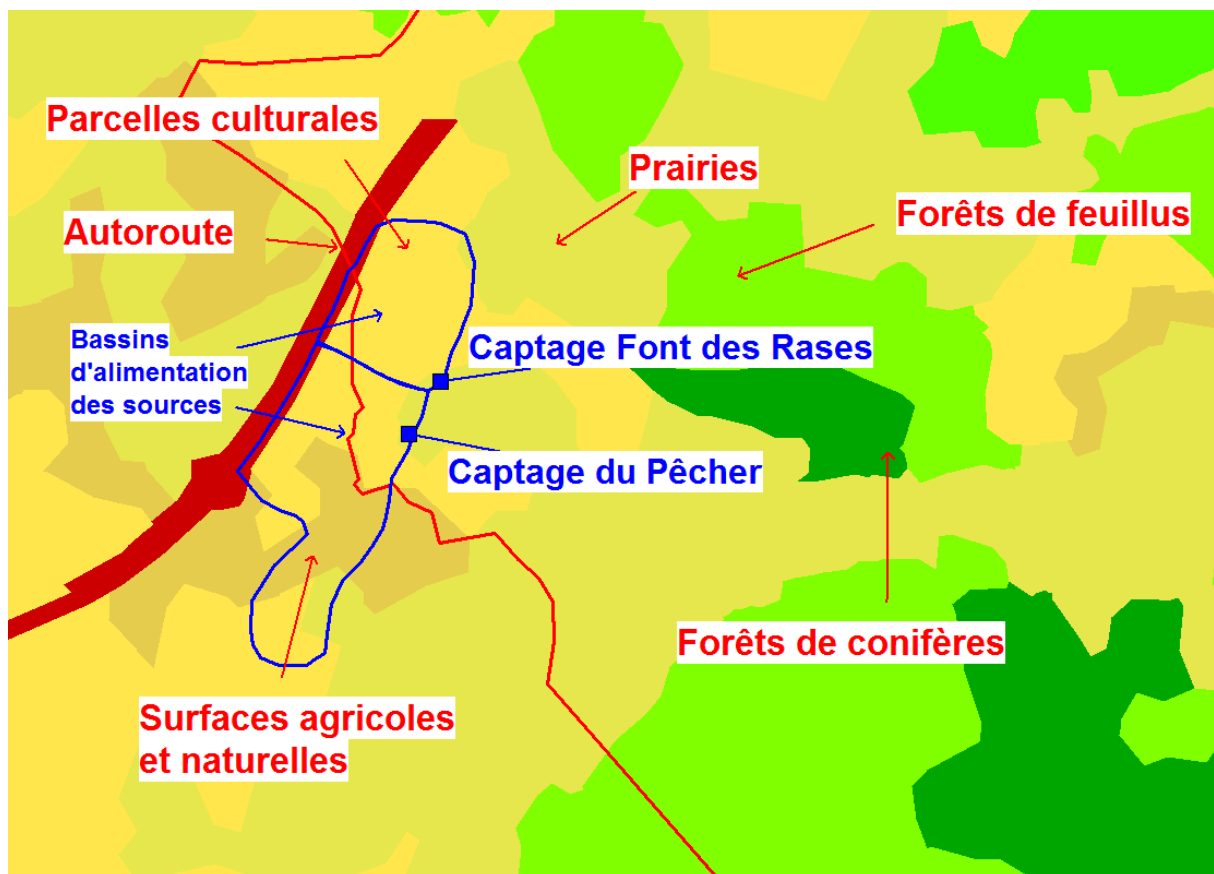 Parcelles culturales
Prairies
Forêts de feuillus
Autoroute
Bassins
d'alimentation
des sources
Captage Font des Rases
Captage du Pêcher
Forêts de conifères
Surfaces agricoles
et naturelles